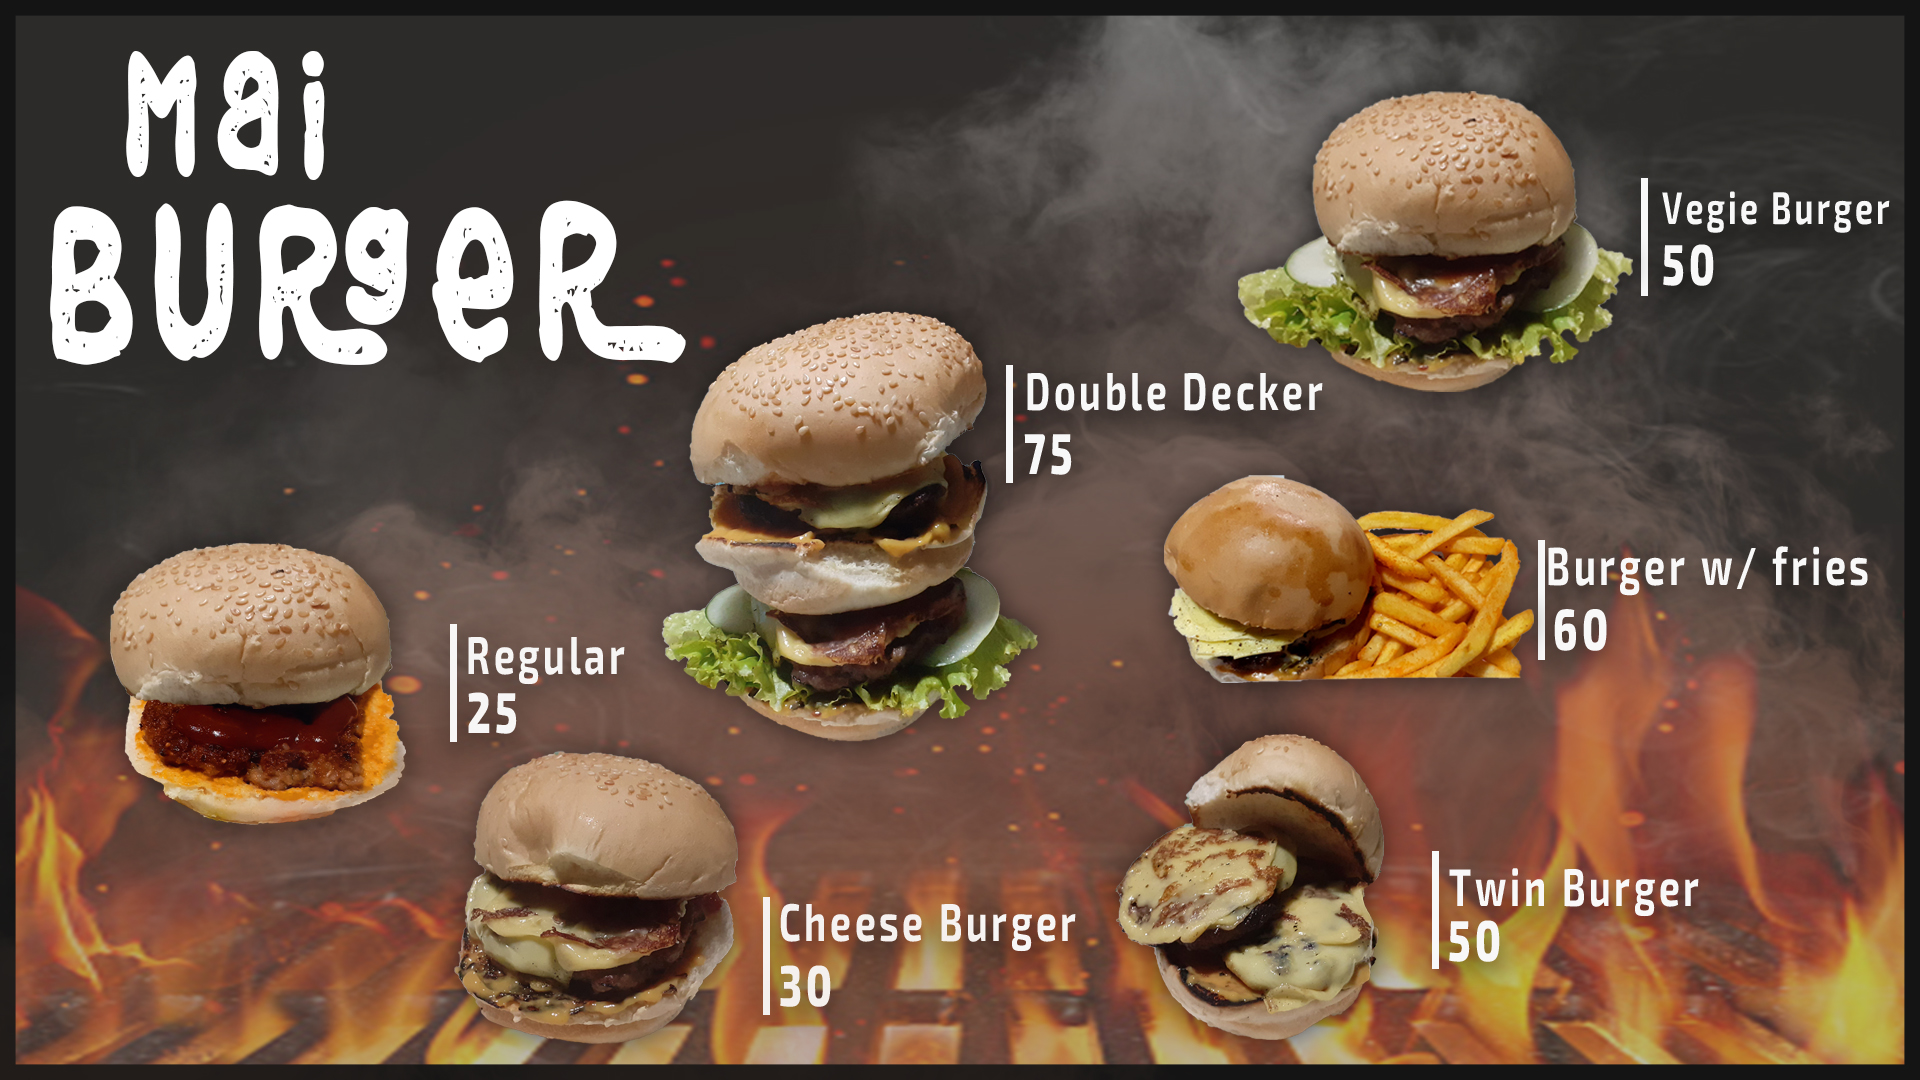 Mai
BURgeR
Vegie Burger
50
Double Decker
75
Burger w/ fries
60
Regular
25
Cheese Burger
30
Twin Burger
50